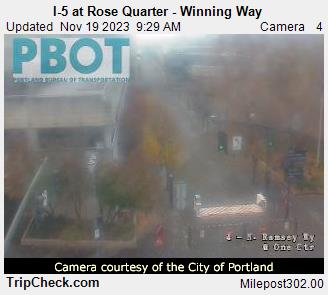 I-5 at Rose Quarter - Winning Way
Updated Nov 19 2023 9:29 AM Camera 4
PBOT
PORTLAND BUREAU OF TRANSPORTATION
4 - N. Ramsey Wy
W One Ctr
Camera courtesy of the City of Portland
TripCheck.com Milepost302.00